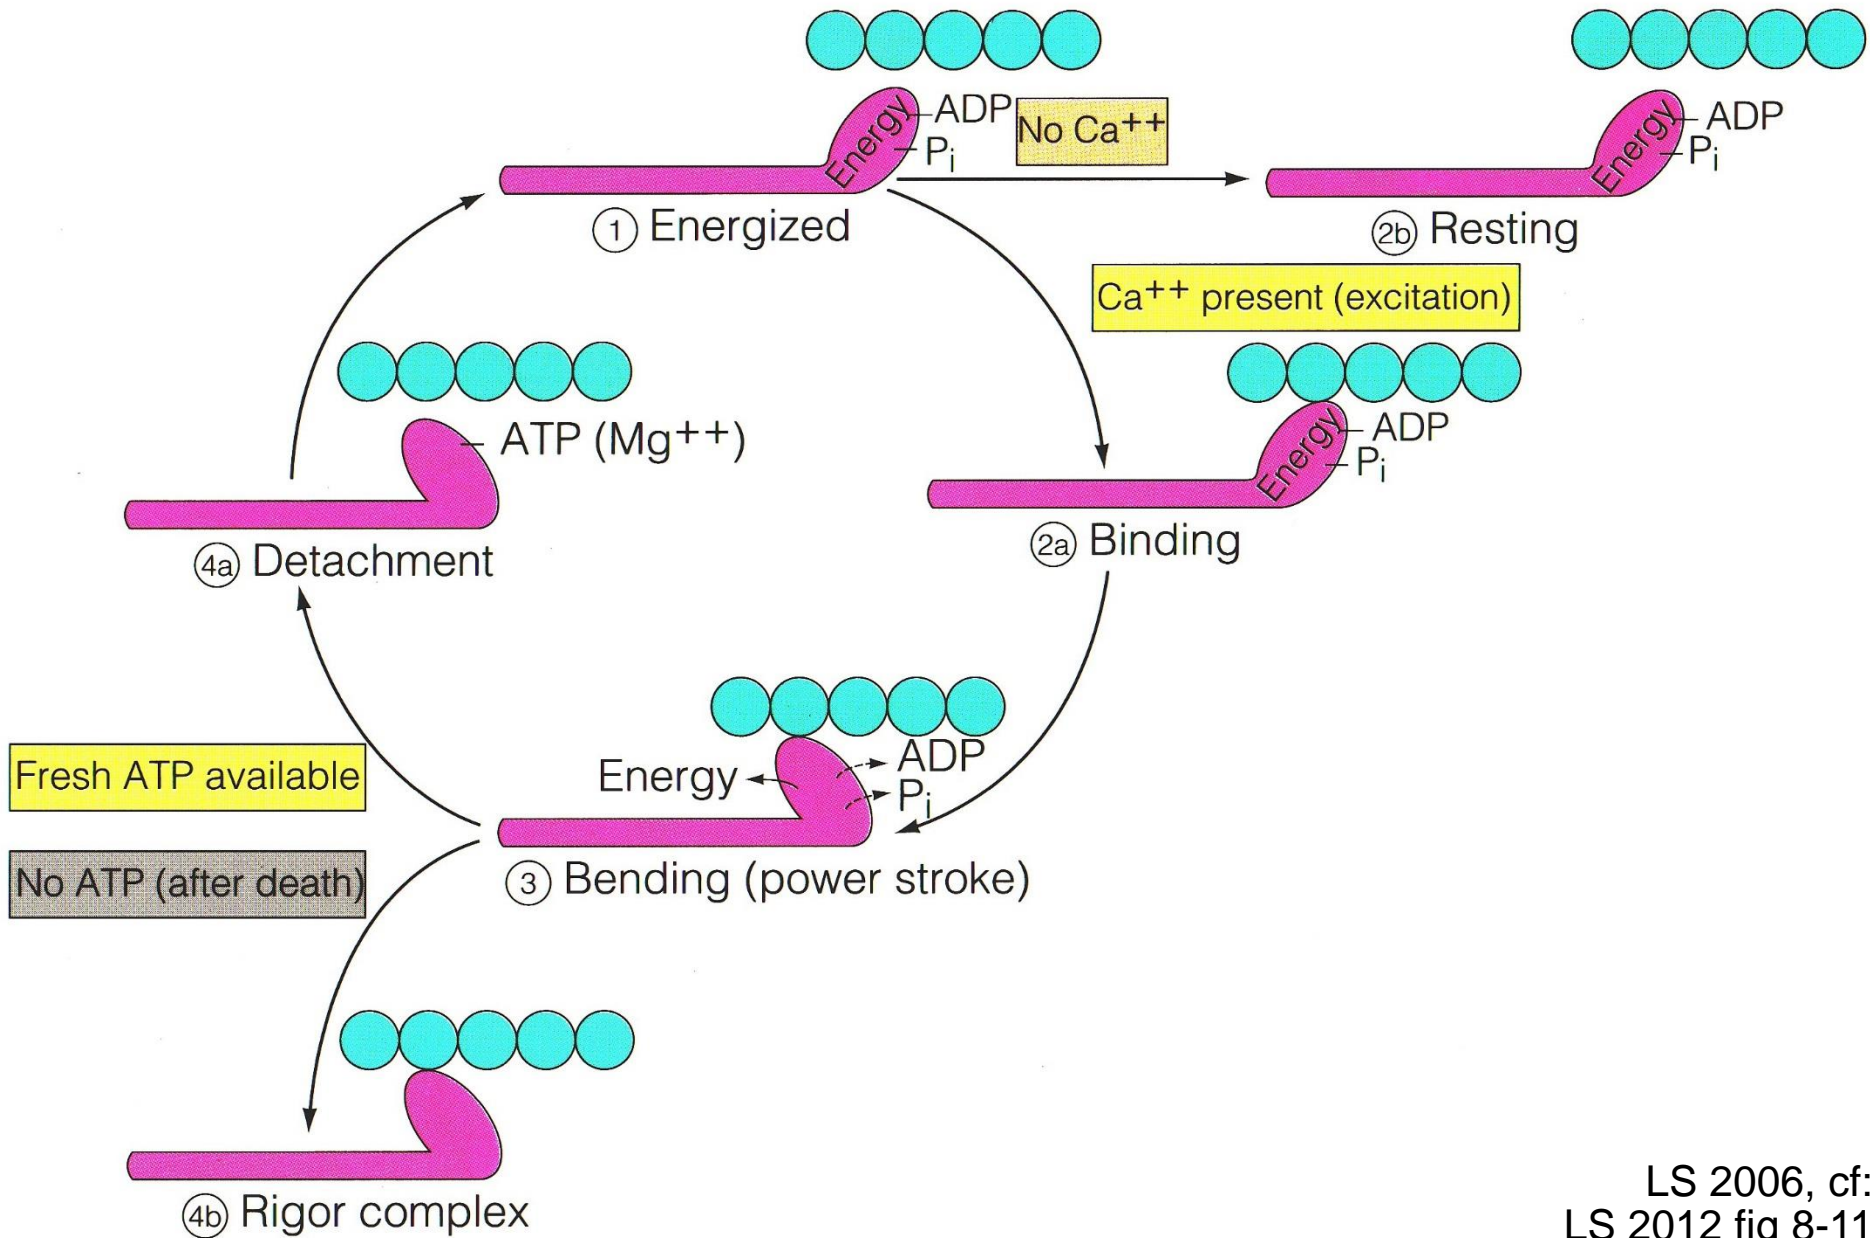 Energy
ADP
Pi
No Ca++
Energy
ADP
Pi
1 Energized
2b Resting
Ca++ present (excitation)
ATP (Mg++)
Energy
ADP
Pi
4a Detachment
2a Binding
Fresh ATP available
Energy
ADP
Pi
No ATP (after death)
3 Bending (power stroke)
4b Rigor complex
LS 2006, cf:
LS 2012 fig 8-11